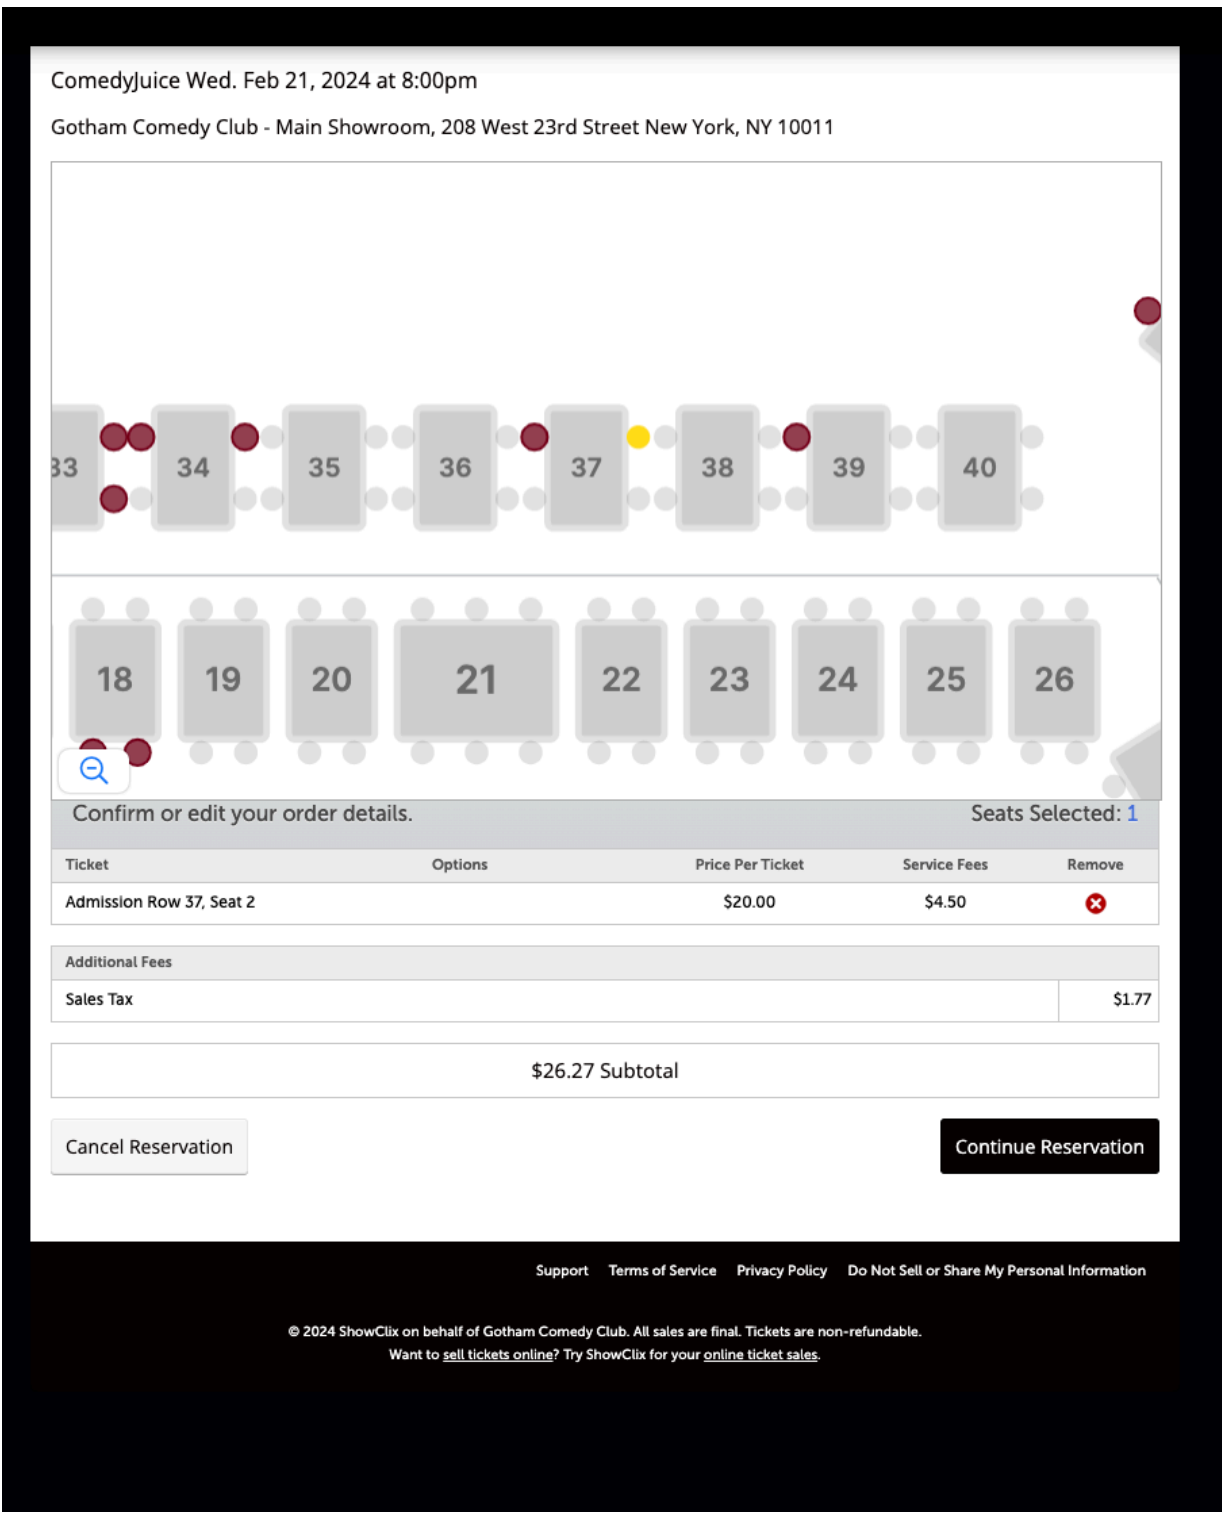 ComedyJuice Wed. Feb 21, 2024 at 8:00pm
Gotham Comedy Club - Main Showroom, 208 West 23rd Street New York, NY 10011
33 34 35 36 37 38 39 40
18 19 20 21 22 23 24 25 26
Confirm or edit your order details. Seats Selected: 1
Ticket Options Price Per Ticket Service Fees Remove
Admission Row 37, Seat 2 $20.00 $4.50
Additional Fees
Sales Tax $1.77
$26.27 Subtotal
Cancel Reservation Continue Reservation
Support Terms of Service Privacy Policy Do Not Sell or Share My Personal Information
© 2024 ShowClix on behalf of Gotham Comedy Club. All sales are final. Tickets are non-refundable.
Want to sell tickets online? Try ShowClix for your online ticket sales.